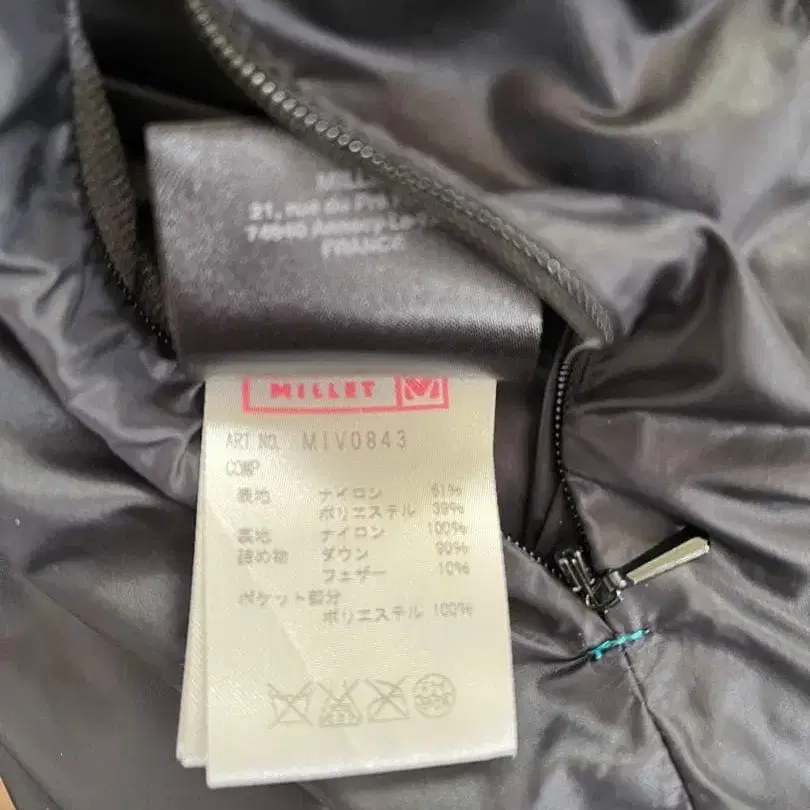 MILLE
21, rue du Pré F
74940 Annecy Le V
FRANCE
MILLET
ART.NO. MIV0843
COMP
表地 ナイロン 61%
ポリエステル 39%
裏地 ナイロン 100%
詰め物 ダウン 90%
フェザー 10%
ポケット部分
ポリエステル 100%